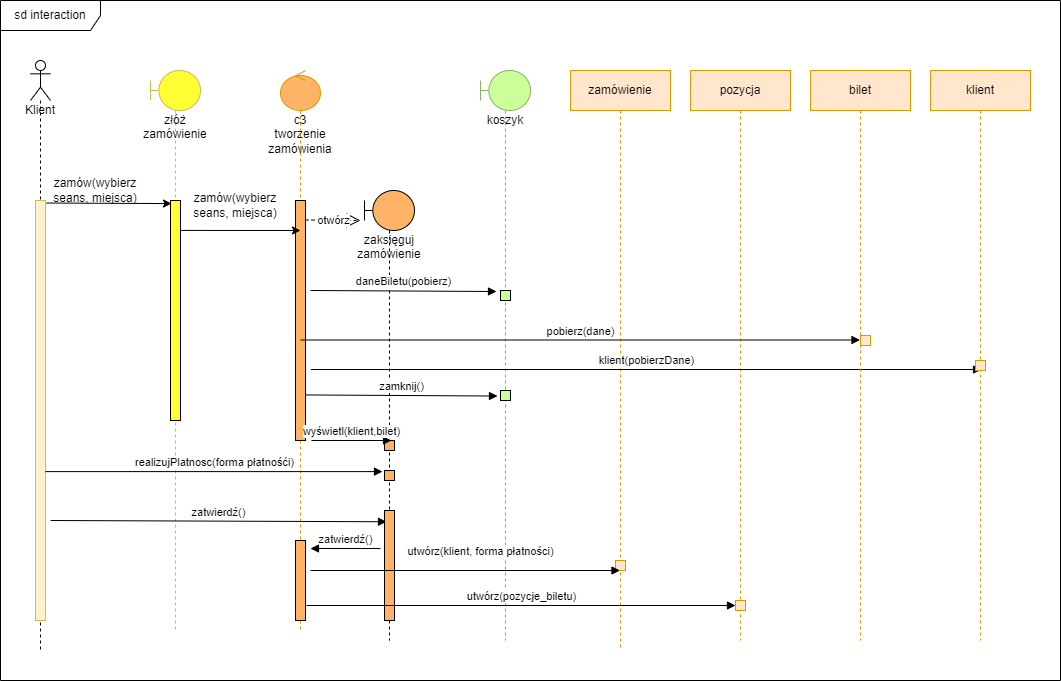 sd interaction
Klient
złóż
zamówienie
c3
tworzenie
zamówienia
koszyk
zamówienie
pozycja
bilet
klient
zamów(wybierz
seans, miejsca)
zamów(wybierz
seans, miejsca)
otwórz
zaksięguj
zamówienie
daneBiletu(pobierz)
pobierz(dane)
klient(pobierzDane)
zamknij()
wyświetl(klient,bilet)
realizujPlatnosc(forma płatnośći)
zatwierdź()
zatwierdź()
utwórz(klient, forma płatności)
utwórz(pozycje_biletu)